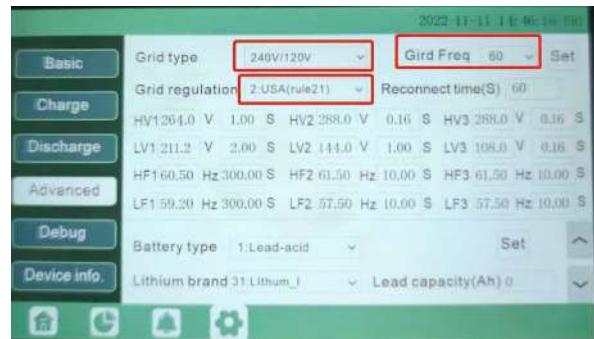 2022-11-11 14:46:16 FRI
Basic
Charge
Discharge
Advanced
Debug
Device info.
Grid type 240V/120V Gird Freq 60 Set
Grid regulation 2:USA(rule21) Reconnect time(S) 60
HV1 264.0 V 1.00 S HV2 288.0 V 0.16 S HV3 288.0 V 0.16 S
LV1 211.2 V 2.00 S LV2 144.0 V 1.00 S LV3 108.0 V 0.16 S
HF1 60.50 Hz 300.00 S HF2 61.50 Hz 10.00 S HF3 61.50 Hz 10.00 S
LF1 59.20 Hz 300.00 S LF2 57.50 Hz 10.00 S LF3 57.50 Hz 10.00 S
Battery type 1:Lead-acid Set
Lithium brand 31:Lithum_I Lead capacity(Ah) 0